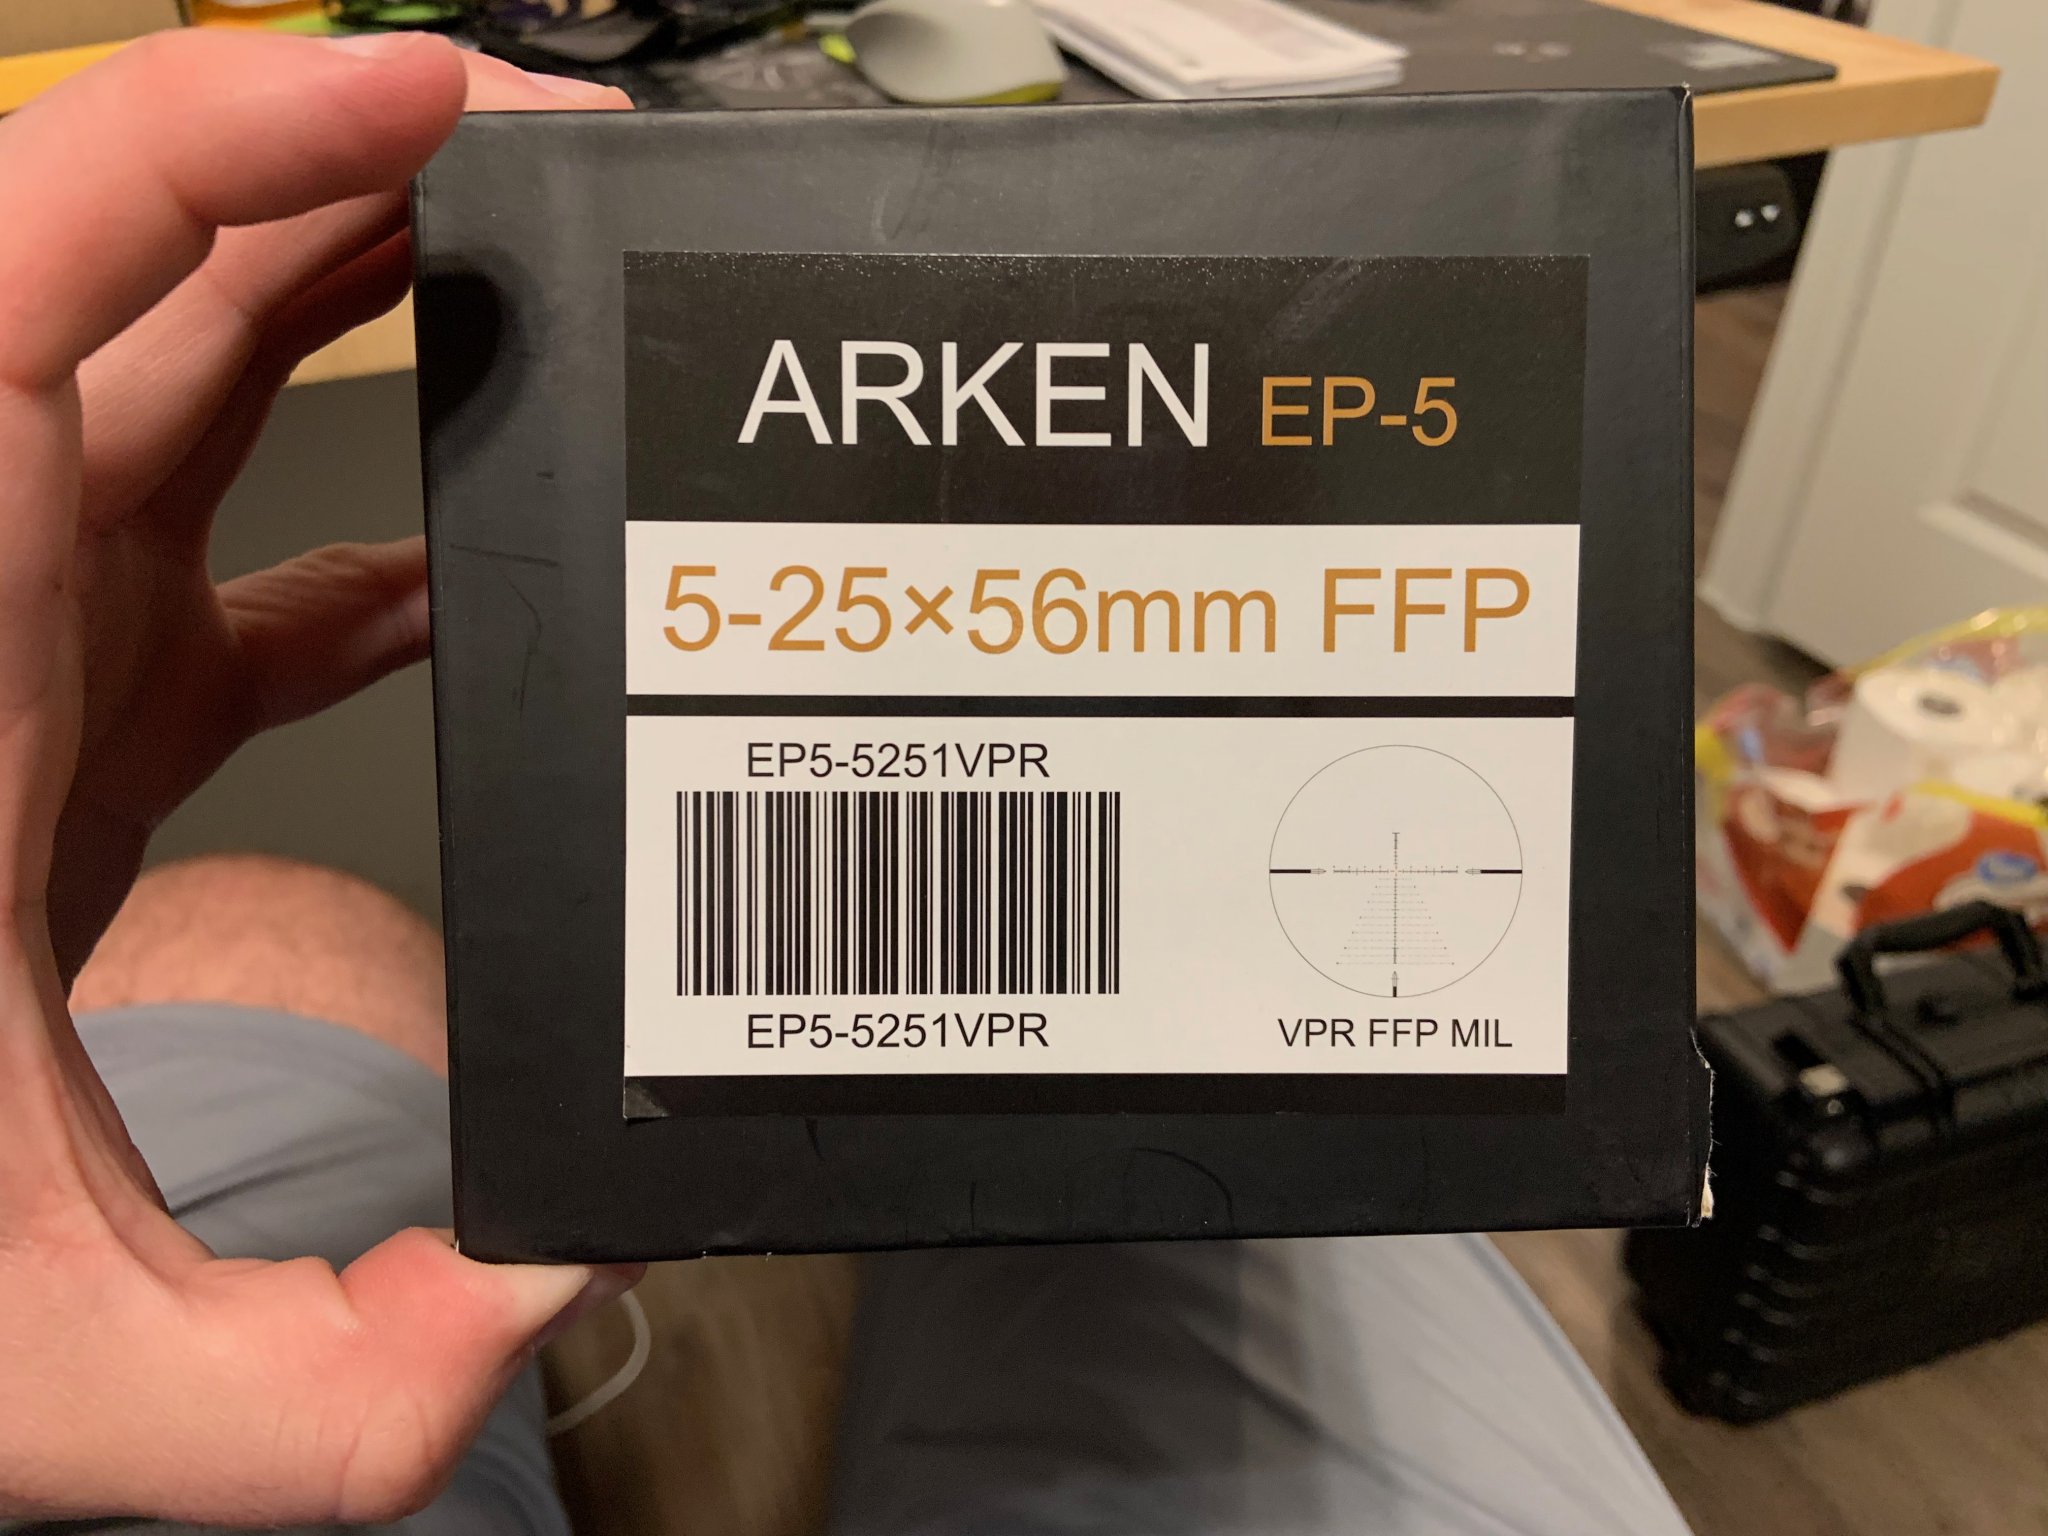 ARKEN EP-5
5-25×56mm FFP
EP5-5251VPR
EP5-5251VPR
VPR FFP MIL